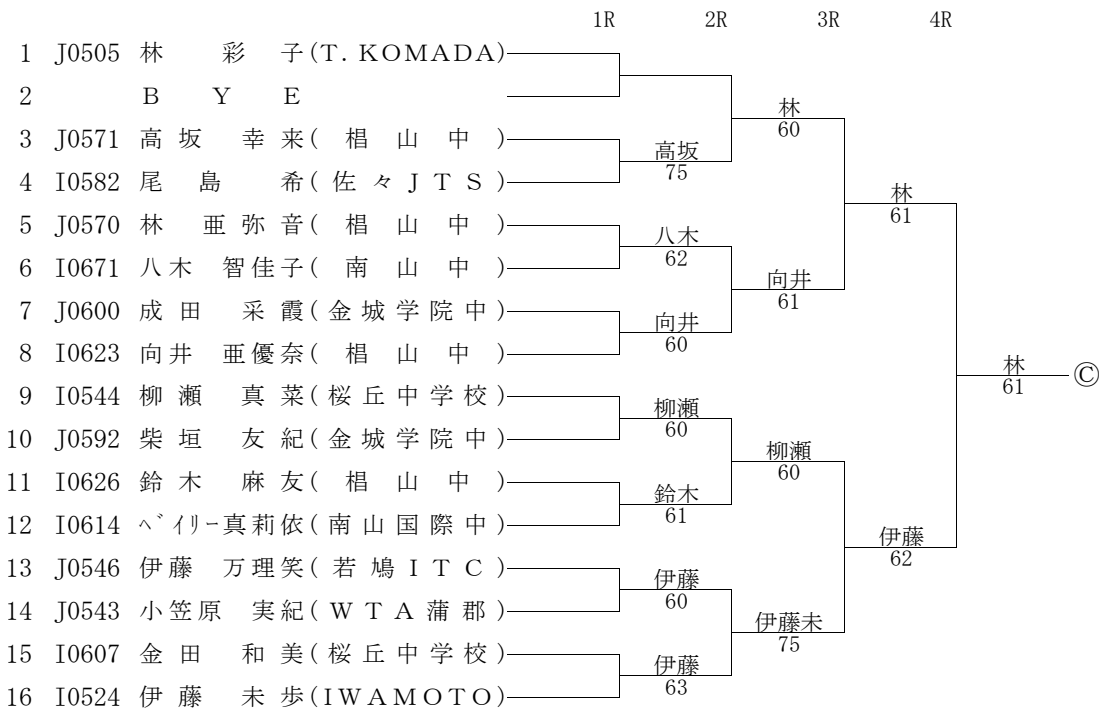 1R 2R 3R 4R
1 J0505 林 彩 子(T.KOMADA)
2 B Y E
林
60
3 J0571 高 坂 幸 来( 椙 山 中 )
高坂
75
4 I0582 尾 島 希( 佐 々 J T S )
林
61
5 J0570 林 亜 弥 音( 椙 山 中 )
八木
62
6 I0671 八 木 智佳子( 南 山 中 )
向井
61
7 J0600 成 田 采 霞( 金 城 学 院 中 )
向井
60
8 I0623 向 井 亜優奈( 椙 山 中 )
林
61
Ⓒ
9 I0544 柳 瀬 真 菜( 桜 丘 中 学 校 )
柳瀬
60
10 J0592 柴 垣 友 紀( 金 城 学 院 中 )
柳瀬
60
11 I0626 鈴 木 麻 友( 椙 山 中 )
鈴木
61
12 I0614 ベイリー真莉依( 南 山 国 際 中 )
伊藤
62
13 J0546 伊 藤 万理笑( 若 鳩 I T C )
伊藤
60
14 J0543 小笠原 実紀( W T A 蒲 郡 )
伊藤未
75
15 I0607 金 田 和 美( 桜 丘 中 学 校 )
伊藤
63
16 I0524 伊 藤 未 歩(IWAMOTO)